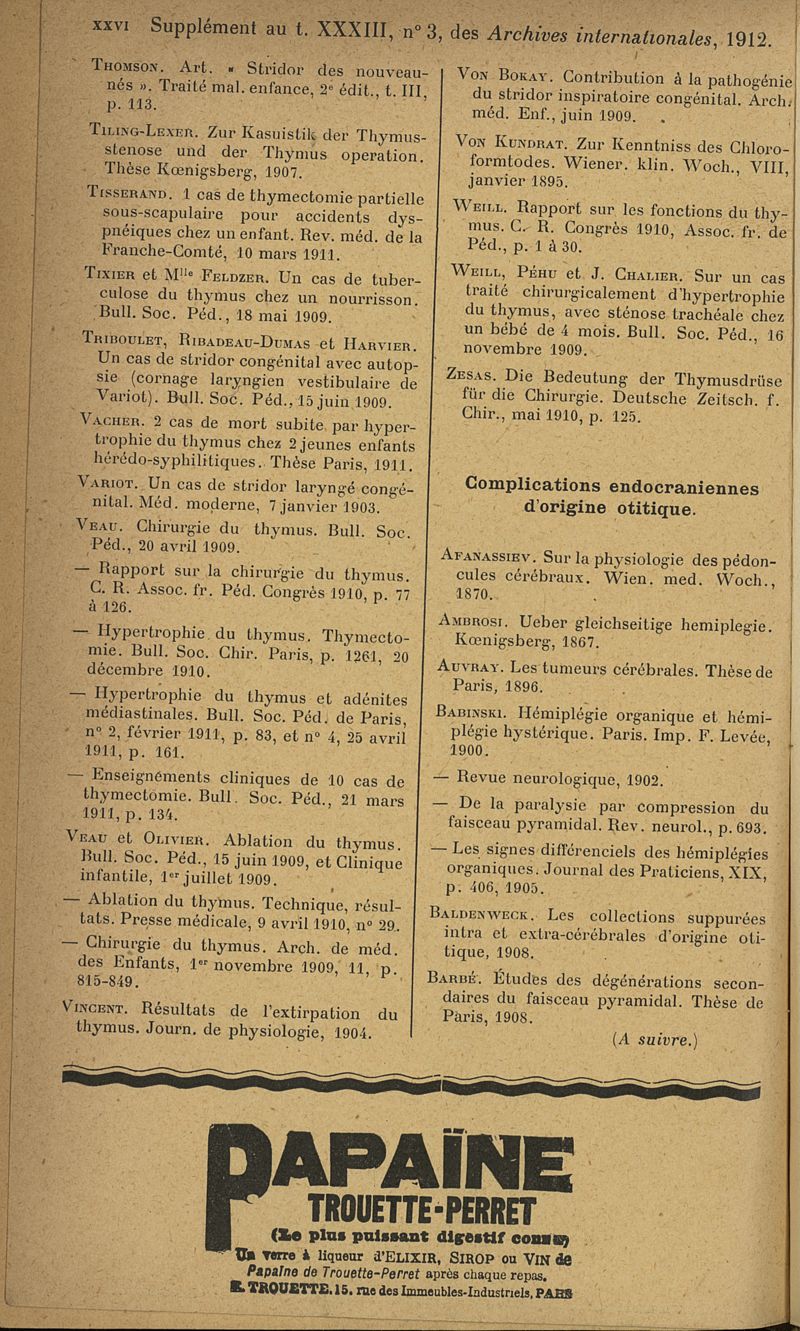 XXVI Supplément au t. XXXIII, n° 3, des Archives internationales, 1912.
THOMSON. Art. « Stridor des nouveau-
nés ». Traité mal. enfance, 2e édit., t. III,
p. 113.
TILING-LEXER. Zur Kasuistik der Thymus-
stenose und der Thymus operation.
Thèse Kœnigsberg, 1907.
TISSERAND. 1 cas de thymectomie partielle
sous-scapulaire pour accidents dys-
pnéiques chez un enfant. Rev. méd. de la
Franche-Comté, 10 mars 1911.
TIXIER et Mlle FELDZER. Un cas de tuber-
culose du thymus chez un nourrisson.
Bull. Soc. Péd., 18 mai 1909.
TRIBOULET, RIBADEAU-DUMAS et HARVIER.
Un cas de stridor congénital avec autop-
sie (cornage laryngien vestibulaire de
Variot). Bull. Soc. Péd., 15 juin 1909.
VACHER. 2 cas de mort subite par hyper-
trophie du thymus chez 2 jeunes enfants
hérédo-syphilitiques. Thèse Paris, 1911.
VARIOT. Un cas de stridor laryngé congé-
nital. Méd. moderne, 7 janvier 1903.
VEAU. Chirurgie du thymus. Bull. Soc.
Péd., 20 avril 1909.
— Rapport sur la chirurgie du thymus.
C. R. Assoc. fr. Péd. Congrès 1910, p. 77
à 126.
— Hypertrophie du thymus. Thymecto-
mie. Bull. Soc. Chir. Paris, p. 1261, 20
décembre 1910.
— Hypertrophie du thymus et adénites
médiastinales. Bull. Soc. Péd. de Paris,
n° 2, février 1911, p. 83, et n° 4, 25 avril
1911, p. 161.
— Enseignements cliniques de 10 cas de
thymectomie. Bull. Soc. Péd., 21 mars
1911, p. 134.
VEAU et OLIVIER. Ablation du thymus.
Bull. Soc. Péd., 15 juin 1909, et Clinique
infantile, 1er juillet 1909.
— Ablation du thymus. Technique, résul-
tats. Presse médicale, 9 avril 1910, n° 29.
— Chirurgie du thymus. Arch. de méd.
des Enfants, 1er novembre 1909, 11, p.
815-849.
VINCENT. Résultats de l'extirpation du
thymus. Journ. de physiologie, 1904.
VON BOKAY. Contribution à la pathogénie
du stridor inspiratoire congénital. Arch.
méd. Enf., juin 1909.
VON KUNDRAT. Zur Kenntniss des Chloro-
formtodes. Wiener. klin. Woch., VIII,
janvier 1895.
WEILL. Rapport sur les fonctions du thy-
mus. C. R. Congrès 1910, Assoc. fr. de
Péd., p. 1 à 30.
WEILL, PÉHU et J. CHALIER. Sur un cas
traité chirurgicalement d'hypertrophie
du thymus, avec sténose trachéale chez
un bébé de 4 mois. Bull. Soc. Péd., 16
novembre 1909.
ZESAS. Die Bedeutung der Thymusdrüse
für die Chirurgie. Deutsche Zeitsch. f.
Chir., mai 1910, p. 125.
Complications endocraniennes
d'origine otitique.
AFANASSIEV. Sur la physiologie des pédon-
cules cérébraux. Wien. med. Woch.,
1870.
AMBROSI. Ueber gleichseitige hemiplegie.
Kœnigsberg, 1867.
AUVRAY. Les tumeurs cérébrales. Thèse de
Paris, 1896.
BABINSKI. Hémiplégie organique et hémi-
plégie hystérique. Paris. Imp. F. Levée,
1900.
— Revue neurologique, 1902.
— De la paralysie par compression du
faisceau pyramidal. Rev. neurol., p. 693.
— Les signes différenciels des hémiplégies
organiques. Journal des Praticiens, XIX,
p. 406, 1905.
BALDENWECK. Les collections suppurées
intra et extra-cérébrales d'origine oti-
tique, 1908.
BARBÉ. Études des dégénérations secon-
daires du faisceau pyramidal. Thèse de
Paris, 1908.
(A suivre.)
PAPAÏNE
TROUETTE-PERRET
(Le plus puissant digestif connu)
Un verre à liqueur d'ELIXIR, SIROP ou VIN de
Papaïne de Trouette-Perret après chaque repas.
E. TROUETTE, 15, rue des Immeubles-Industriels, PARIS